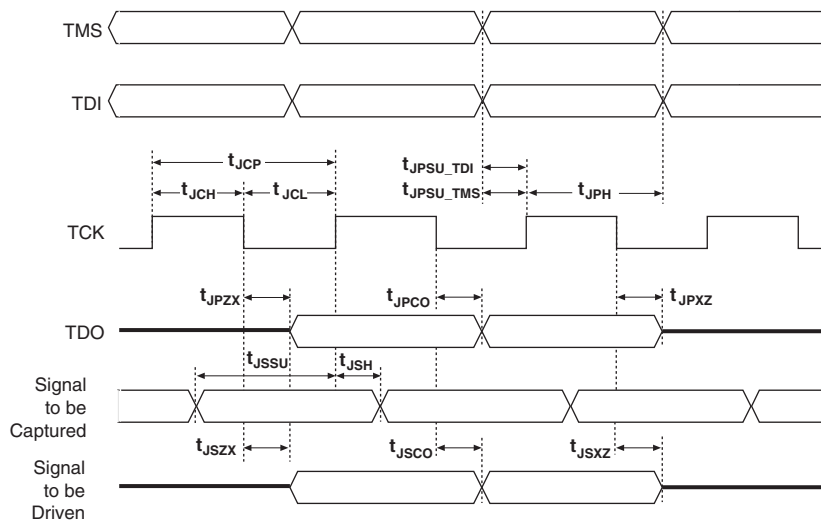 TMS
TDI
tJCP
tJPSU_TDI
tJCH
tJCL
tJPSU_TMS
tJPH
TCK
tJPZX
tJPCO
tJPXZ
TDO
tJSSU
tJSH
Signal
to be
Captured
tJSZX
tJSCO
tJSXZ
Signal
to be
Driven